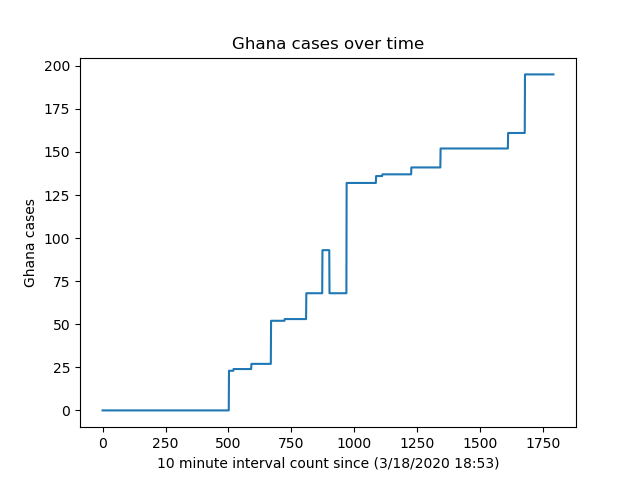 Ghana cases over time
200
175
150
125
100
75
50
25
0
Ghana cases
0 250 500 750 1000 1250 1500 1750
10 minute interval count since (3/18/2020 18:53)